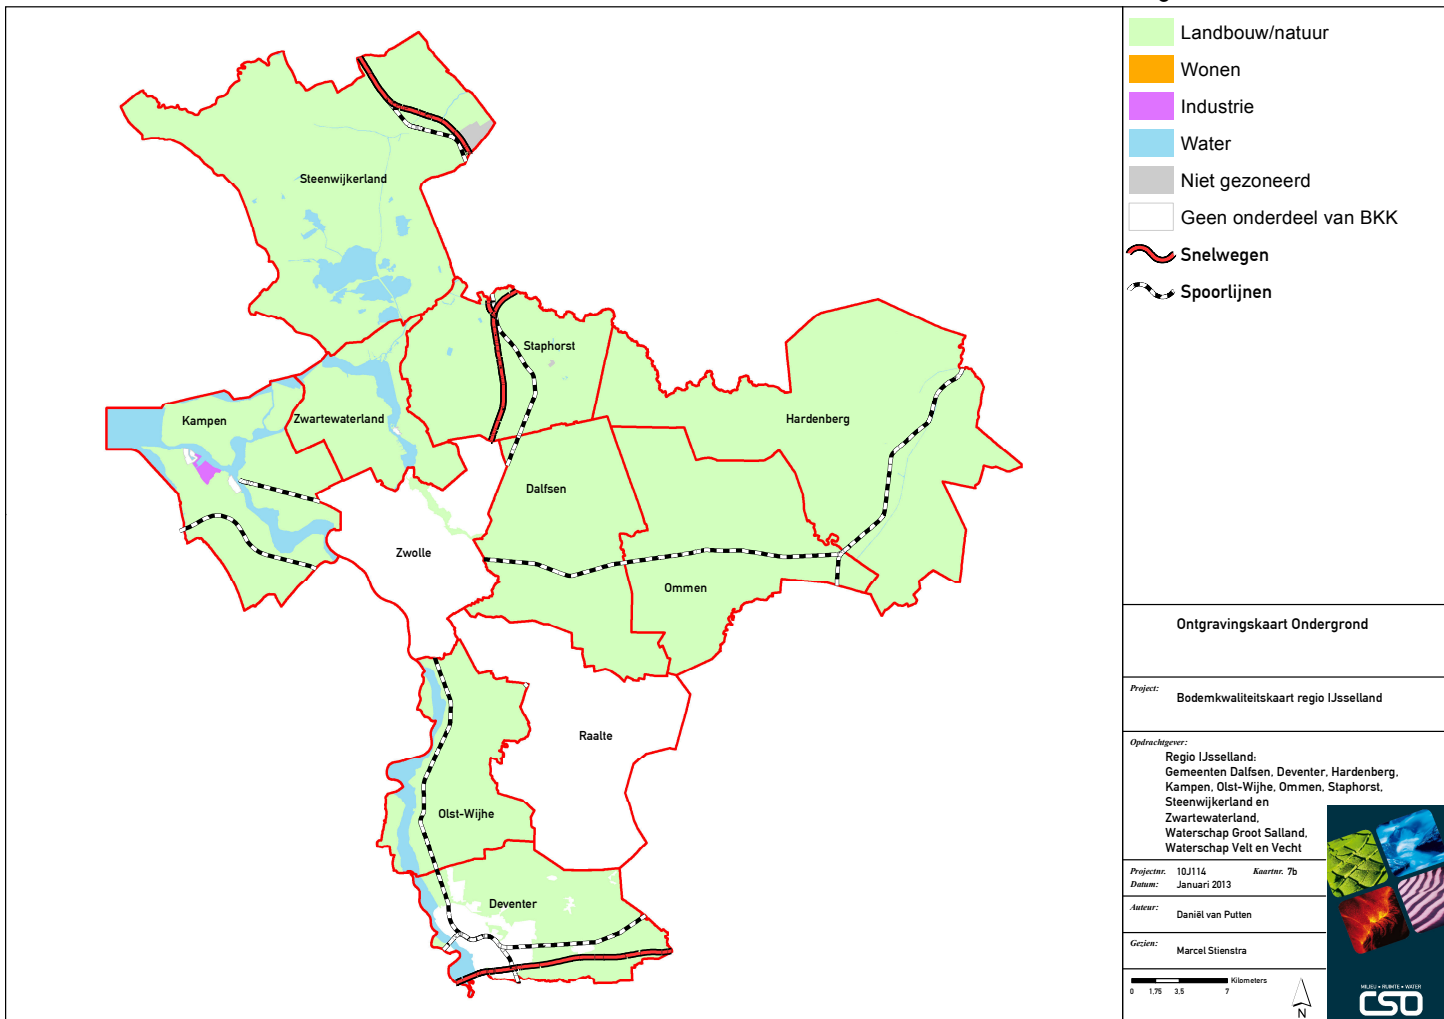 Landbouw/natuur
Wonen
Industrie
Water
Niet gezoneerd
Geen onderdeel van BKK
Snelwegen
Spoorlijnen
Steenwijkerland
Staphorst
Kampen
Zwartewaterland
Hardenberg
Dalfsen
Zwolle
Ommen
Raalte
Olst-Wijhe
Deventer
Ontgravingskaart Ondergrond
Project: Bodemkwaliteitskaart regio IJsselland
Opdrachtgever:
Regio IJsselland:
Gemeenten Dalfsen, Deventer, Hardenberg,
Kampen, Olst-Wijhe, Ommen, Staphorst,
Steenwijkerland en
Zwartewaterland,
Waterschap Groot Salland,
Waterschap Velt en Vecht
Projectnr. 10J114 Kaartnr. 7b
Datum: Januari 2013
Auteur: Daniël van Putten
Gezien: Marcel Stienstra
Kilometers
0 1,75 3,5 7
N
MILIEU • RUIMTE • WATER
CSO